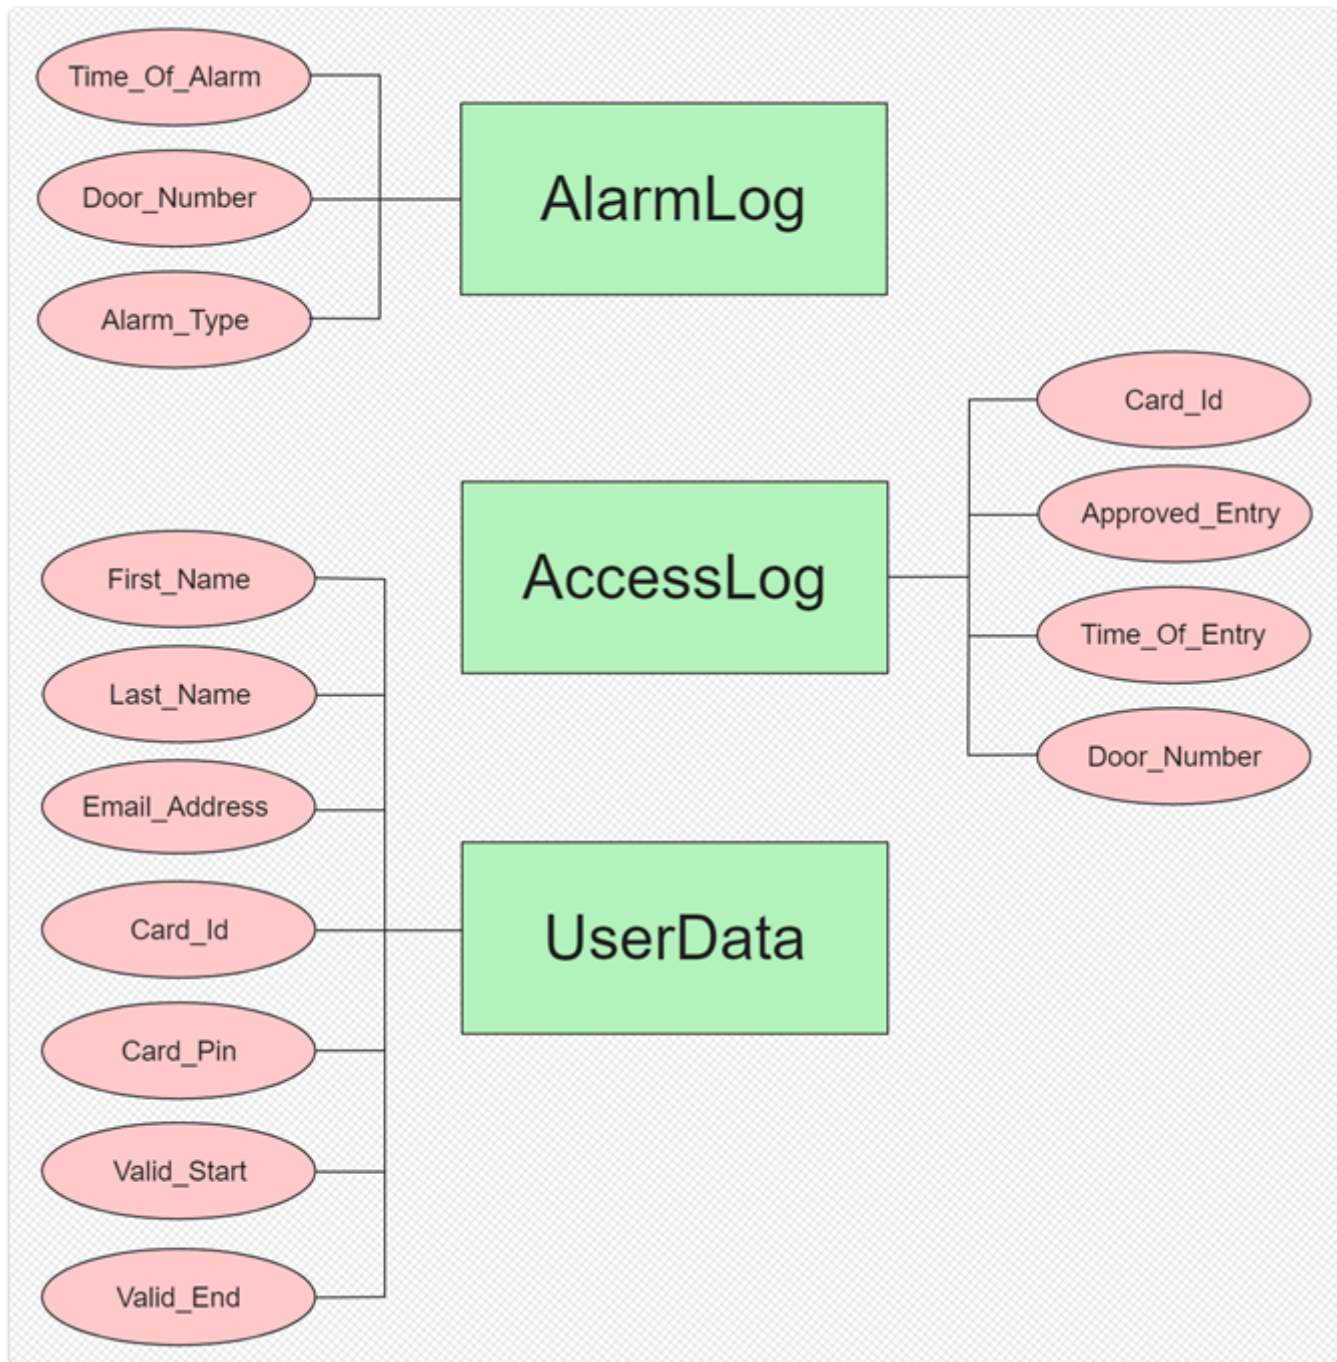 Time_Of_Alarm
Door_Number
Alarm_Type
AlarmLog
Card_Id
Approved_Entry
Time_Of_Entry
Door_Number
AccessLog
First_Name
Last_Name
Email_Address
Card_Id
Card_Pin
Valid_Start
Valid_End
UserData